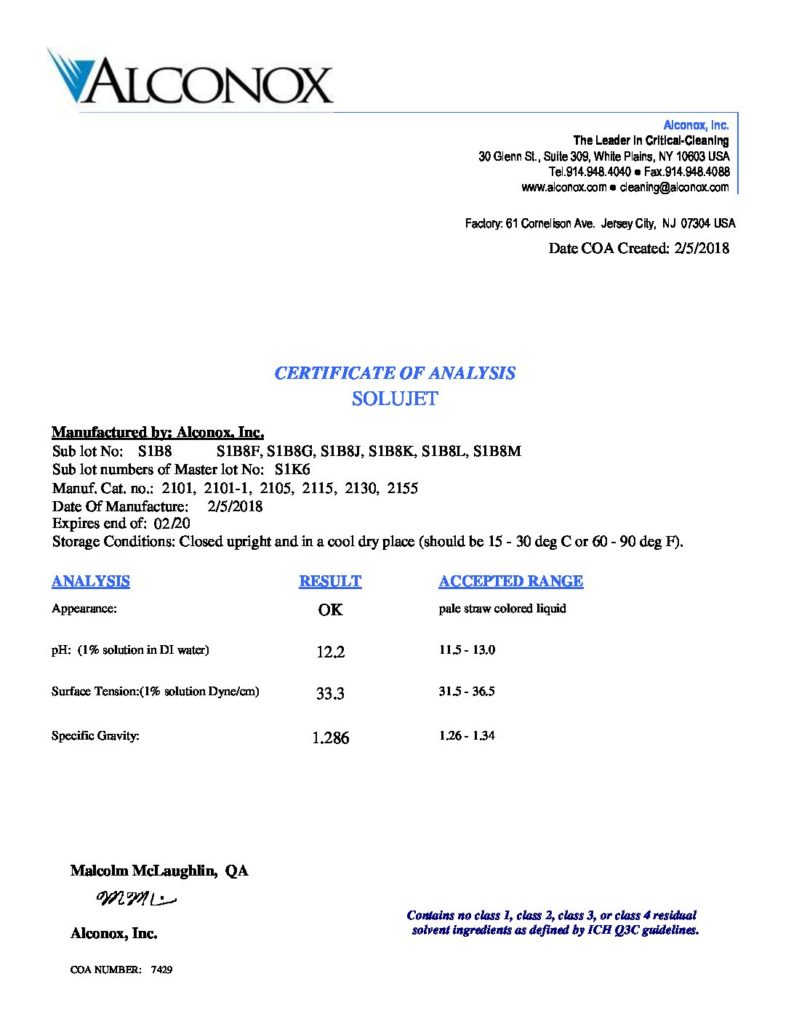 ALCONOX
Alconox, Inc.
The Leader in Critical-Cleaning
30 Glenn St., Suite 309, White Plains, NY 10603 USA
Tel.914.948.4040 ● Fax.914.948.4088
www.alconox.com ● cleaning@alconox.com
Factory: 61 Cornelison Ave. Jersey City, NJ 07304 USA
Date COA Created: 2/5/2018
CERTIFICATE OF ANALYSIS
SOLUJET
Manufactured by: Alconox, Inc.
Sub lot No: S1B8 S1B8F, S1B8G, S1B8J, S1B8K, S1B8L, S1B8M
Sub lot numbers of Master lot No: S1K6
Manuf. Cat. no.: 2101, 2101-1, 2105, 2115, 2130, 2155
Date Of Manufacture: 2/5/2018
Expires end of: 02/20
Storage Conditions: Closed upright and in a cool dry place (should be 15 - 30 deg C or 60 - 90 deg F).
ANALYSIS RESULT ACCEPTED RANGE
Appearance: OK pale straw colored liquid
pH: (1% solution in DI water) 12.2 11.5 - 13.0
Surface Tension:(1% solution Dyne/cm) 33.3 31.5 - 36.5
Specific Gravity: 1.286 1.26 - 1.34
Malcolm McLaughlin, QA
Alconox, Inc.
Contains no class 1, class 2, class 3, or class 4 residual
solvent ingredients as defined by ICH Q3C guidelines.
COA NUMBER: 7429